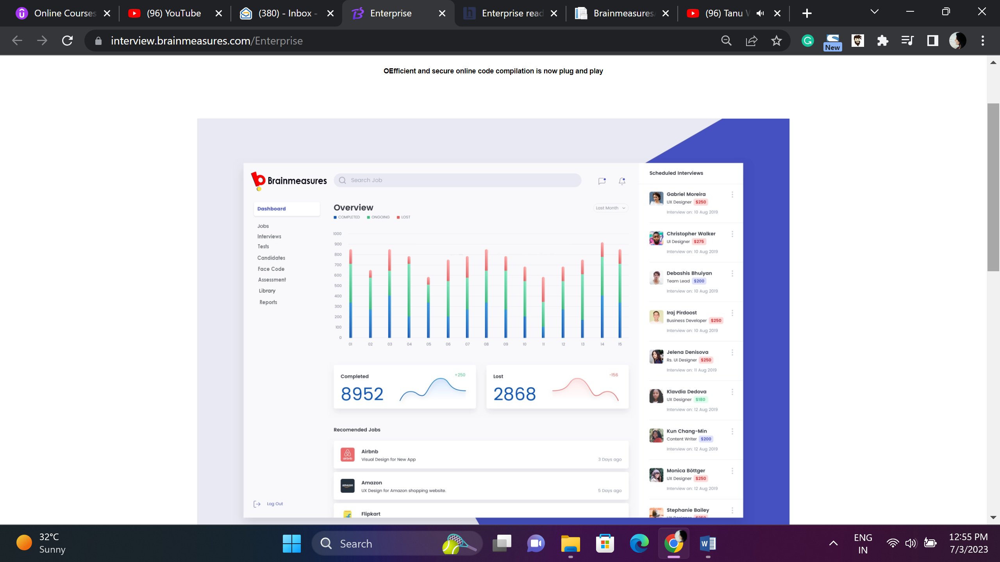 Online Courses
(96) YouTube
(380) - Inbox -
Enterprise
Enterprise read
Brainmeasures
(96) Tanu W
interview.brainmeasures.com/Enterprise
New
OEfficient and secure online code compilation is now plug and play
Brainmeasures
Search Job
Dashboard
Jobs
Interviews
Tests
Candidates
Face Code
Assessment
Library
Reports
Log Out
Overview
COMPLETED ONGOING LOST
Last Month
1000
900
800
700
600
500
400
300
200
100
0
01 02 03 04 05 06 07 08 09 10 11 12 13 14 15
Completed
+250
8952
Lost
-156
2868
Recomended Jobs
airbnb
Airbnb
Visual Design for New App
3 Days ago
amazon
Amazon
UX Design for Amazon shopping website.
5 Days ago
Flipkart
Scheduled Interviews
Gabriel Moreira
UX Designer $250
Interview on: 10 Aug 2019
Christopher Walker
UI Designer $275
Interview on: 10 Aug 2019
Debashis Bhuiyan
Team Lead $200
Interview on: 10 Aug 2019
Iraj Pirdoost
Business Developer $250
Interview on: 10 Aug 2019
Jelena Denisova
Rs. UI Designer $250
Interview on: 11 Aug 2019
Klavdia Dedova
UX Designer $180
Interview on: 12 Aug 2019
Kun Chang-Min
Content Writer $200
Interview on: 12 Aug 2019
Monica Böttger
UX Designer $250
Interview on: 12 Aug 2019
Stephanie Bailey
UX Designer $250
32°C
Sunny
Search
ENG
IN
12:55 PM
7/3/2023